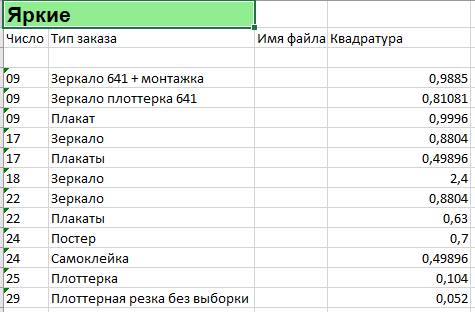 Яркие
Число Тип заказа Имя файла Квадратура
09 Зеркало 641 + монтажка 0,9885
09 Зеркало плоттерка 641 0,81081
09 Плакат 0,9996
17 Зеркало 0,8804
17 Плакаты 0,49896
18 Зеркало 2,4
22 Зеркало 0,8804
22 Плакаты 0,63
24 Постер 0,7
24 Самоклейка 0,49896
25 Плоттерка 0,104
29 Плоттерная резка без выборки 0,052